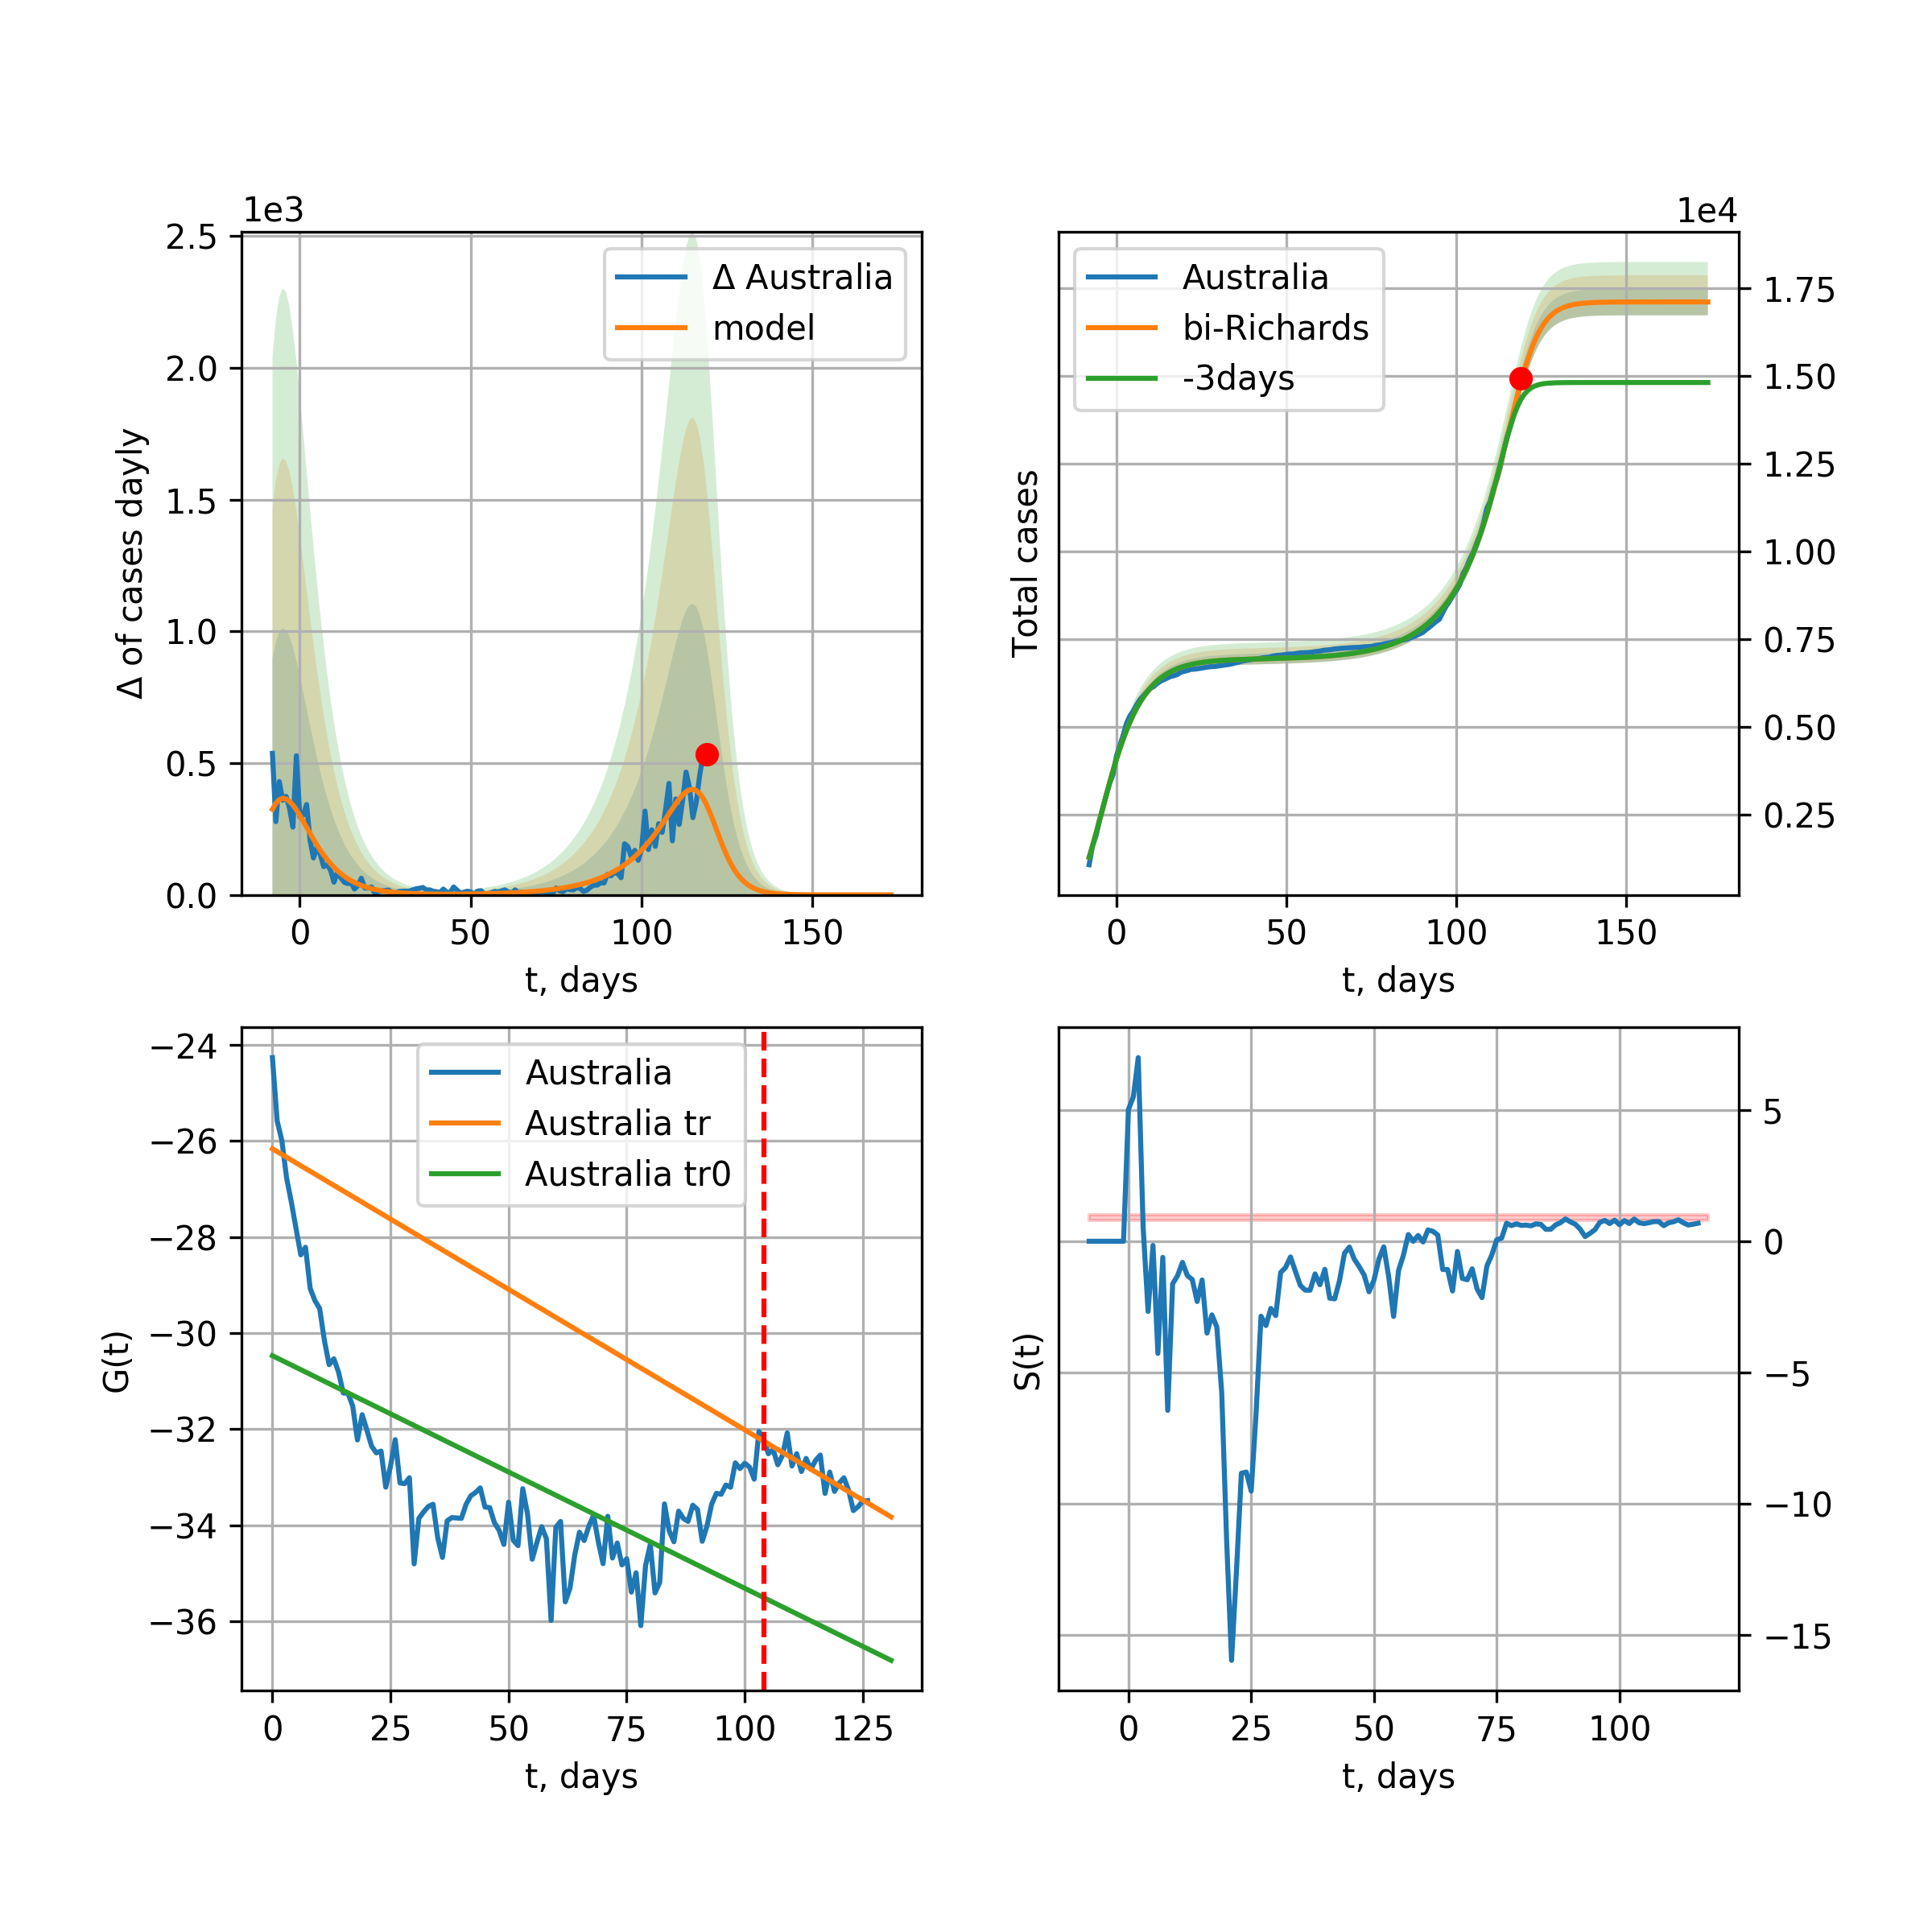 1e3
2.5
2.0
1.5
1.0
0.5
0.0
Δ of cases dayly
Δ Australia
model
0 50 100 150
t, days
1e4
Total cases
Australia
bi-Richards
-3days
1.75
1.50
1.25
1.00
0.75
0.50
0.25
0 50 100 150
t, days
−24
−26
−28
−30
−32
−34
−36
G(t)
Australia
Australia tr
Australia tr0
0 25 50 75 100 125
t, days
S(t)
5
0
−5
−10
−15
0 25 50 75 100
t, days